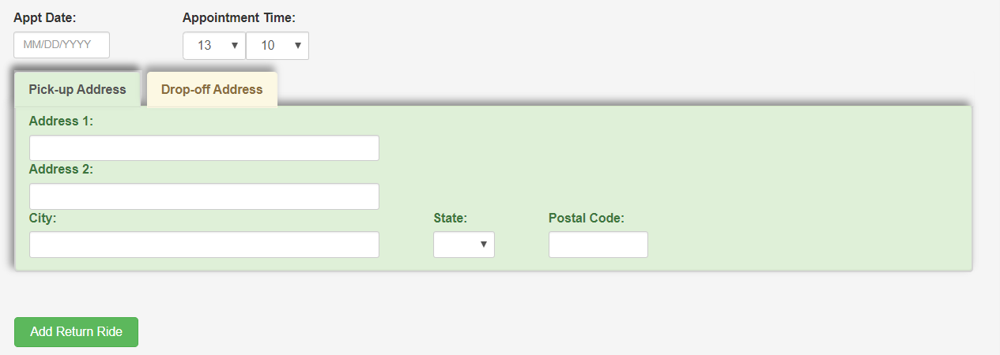 Appt Date: Appointment Time:
MM/DD/YYYY 13 ▼ 10 ▼
Pick-up Address Drop-off Address
Address 1:
Address 2:
City: State: Postal Code:
▼
Add Return Ride